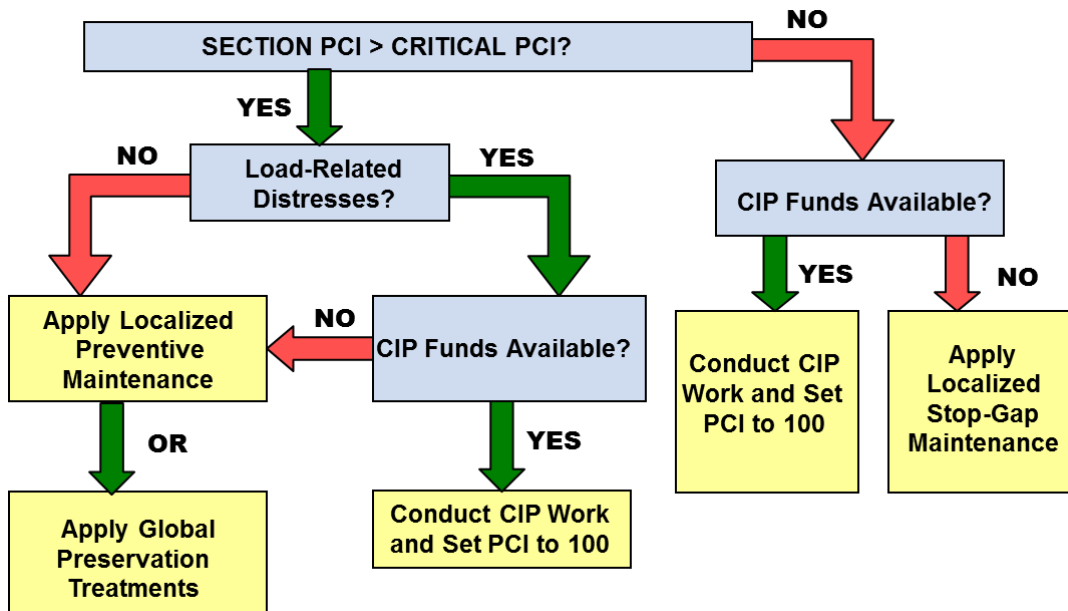 SECTION PCI > CRITICAL PCI?
NO
YES
NO
Load-Related
Distresses?
YES
CIP Funds Available?
YES
NO
Apply Localized
Preventive
Maintenance
NO
CIP Funds Available?
Conduct CIP
Work and Set
PCI to 100
Apply
Localized
Stop-Gap
Maintenance
OR
YES
Apply Global
Preservation
Treatments
Conduct CIP Work
and Set PCI to 100